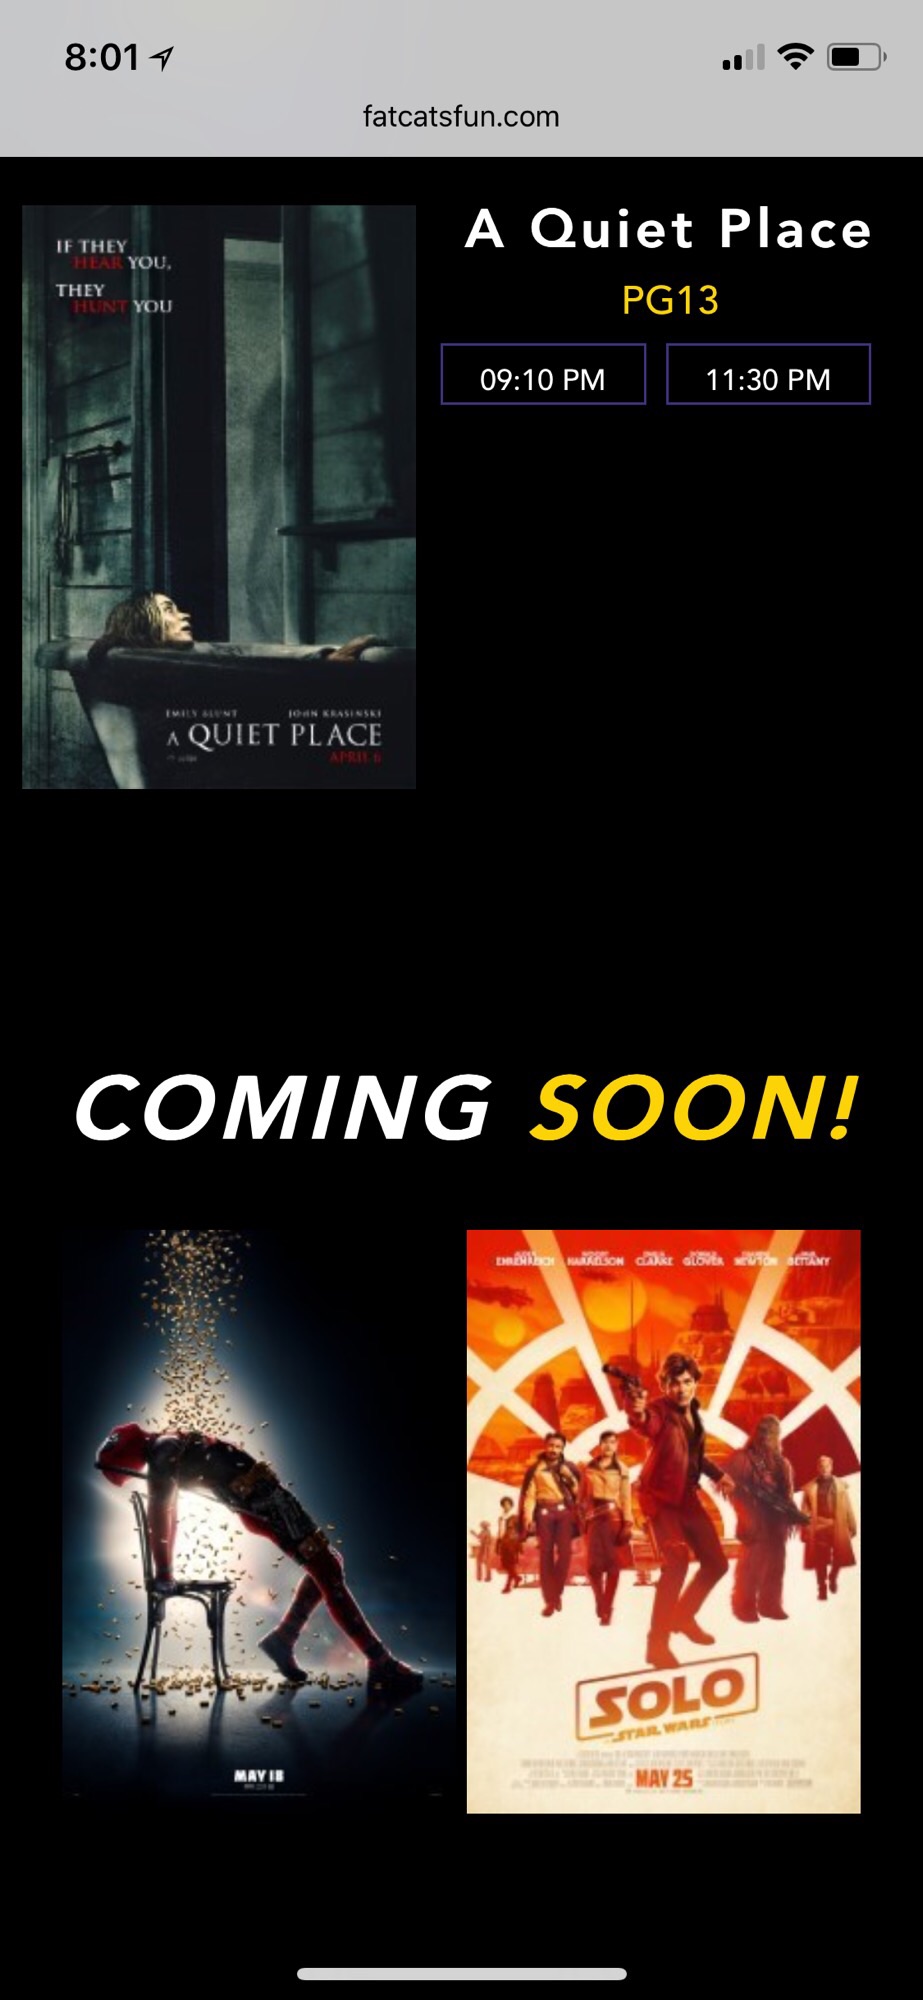 8:01
fatcatsfun.com
IF THEY
HEAR YOU,
THEY
HUNT YOU
EMILY BLUNT JOHN KRASINSKI
A QUIET PLACE
APRIL 6
A Quiet Place
PG13
09:10 PM 11:30 PM
COMING SOON!
MAY 18
EHRENREICH HARRELSON CLARKE GLOVER NEWTON BETTANY
SOLO
STAR WARS
MAY 25